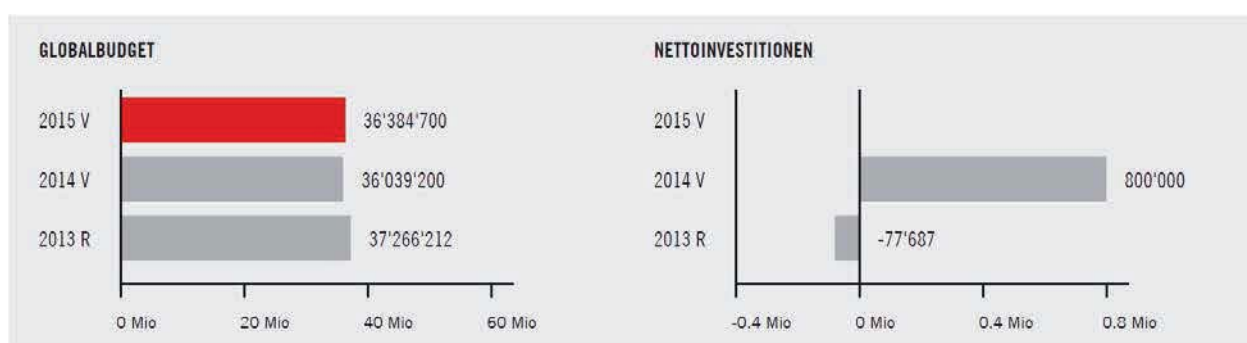 GLOBALBUDGET
2015 V 36'384'700
2014 V 36'039'200
2013 R 37'266'212
0 Mio 20 Mio 40 Mio 60 Mio
NETTOINVESTITIONEN
2015 V
2014 V 800'000
2013 R -77'687
-0.4 Mio 0 Mio 0.4 Mio 0.8 Mio